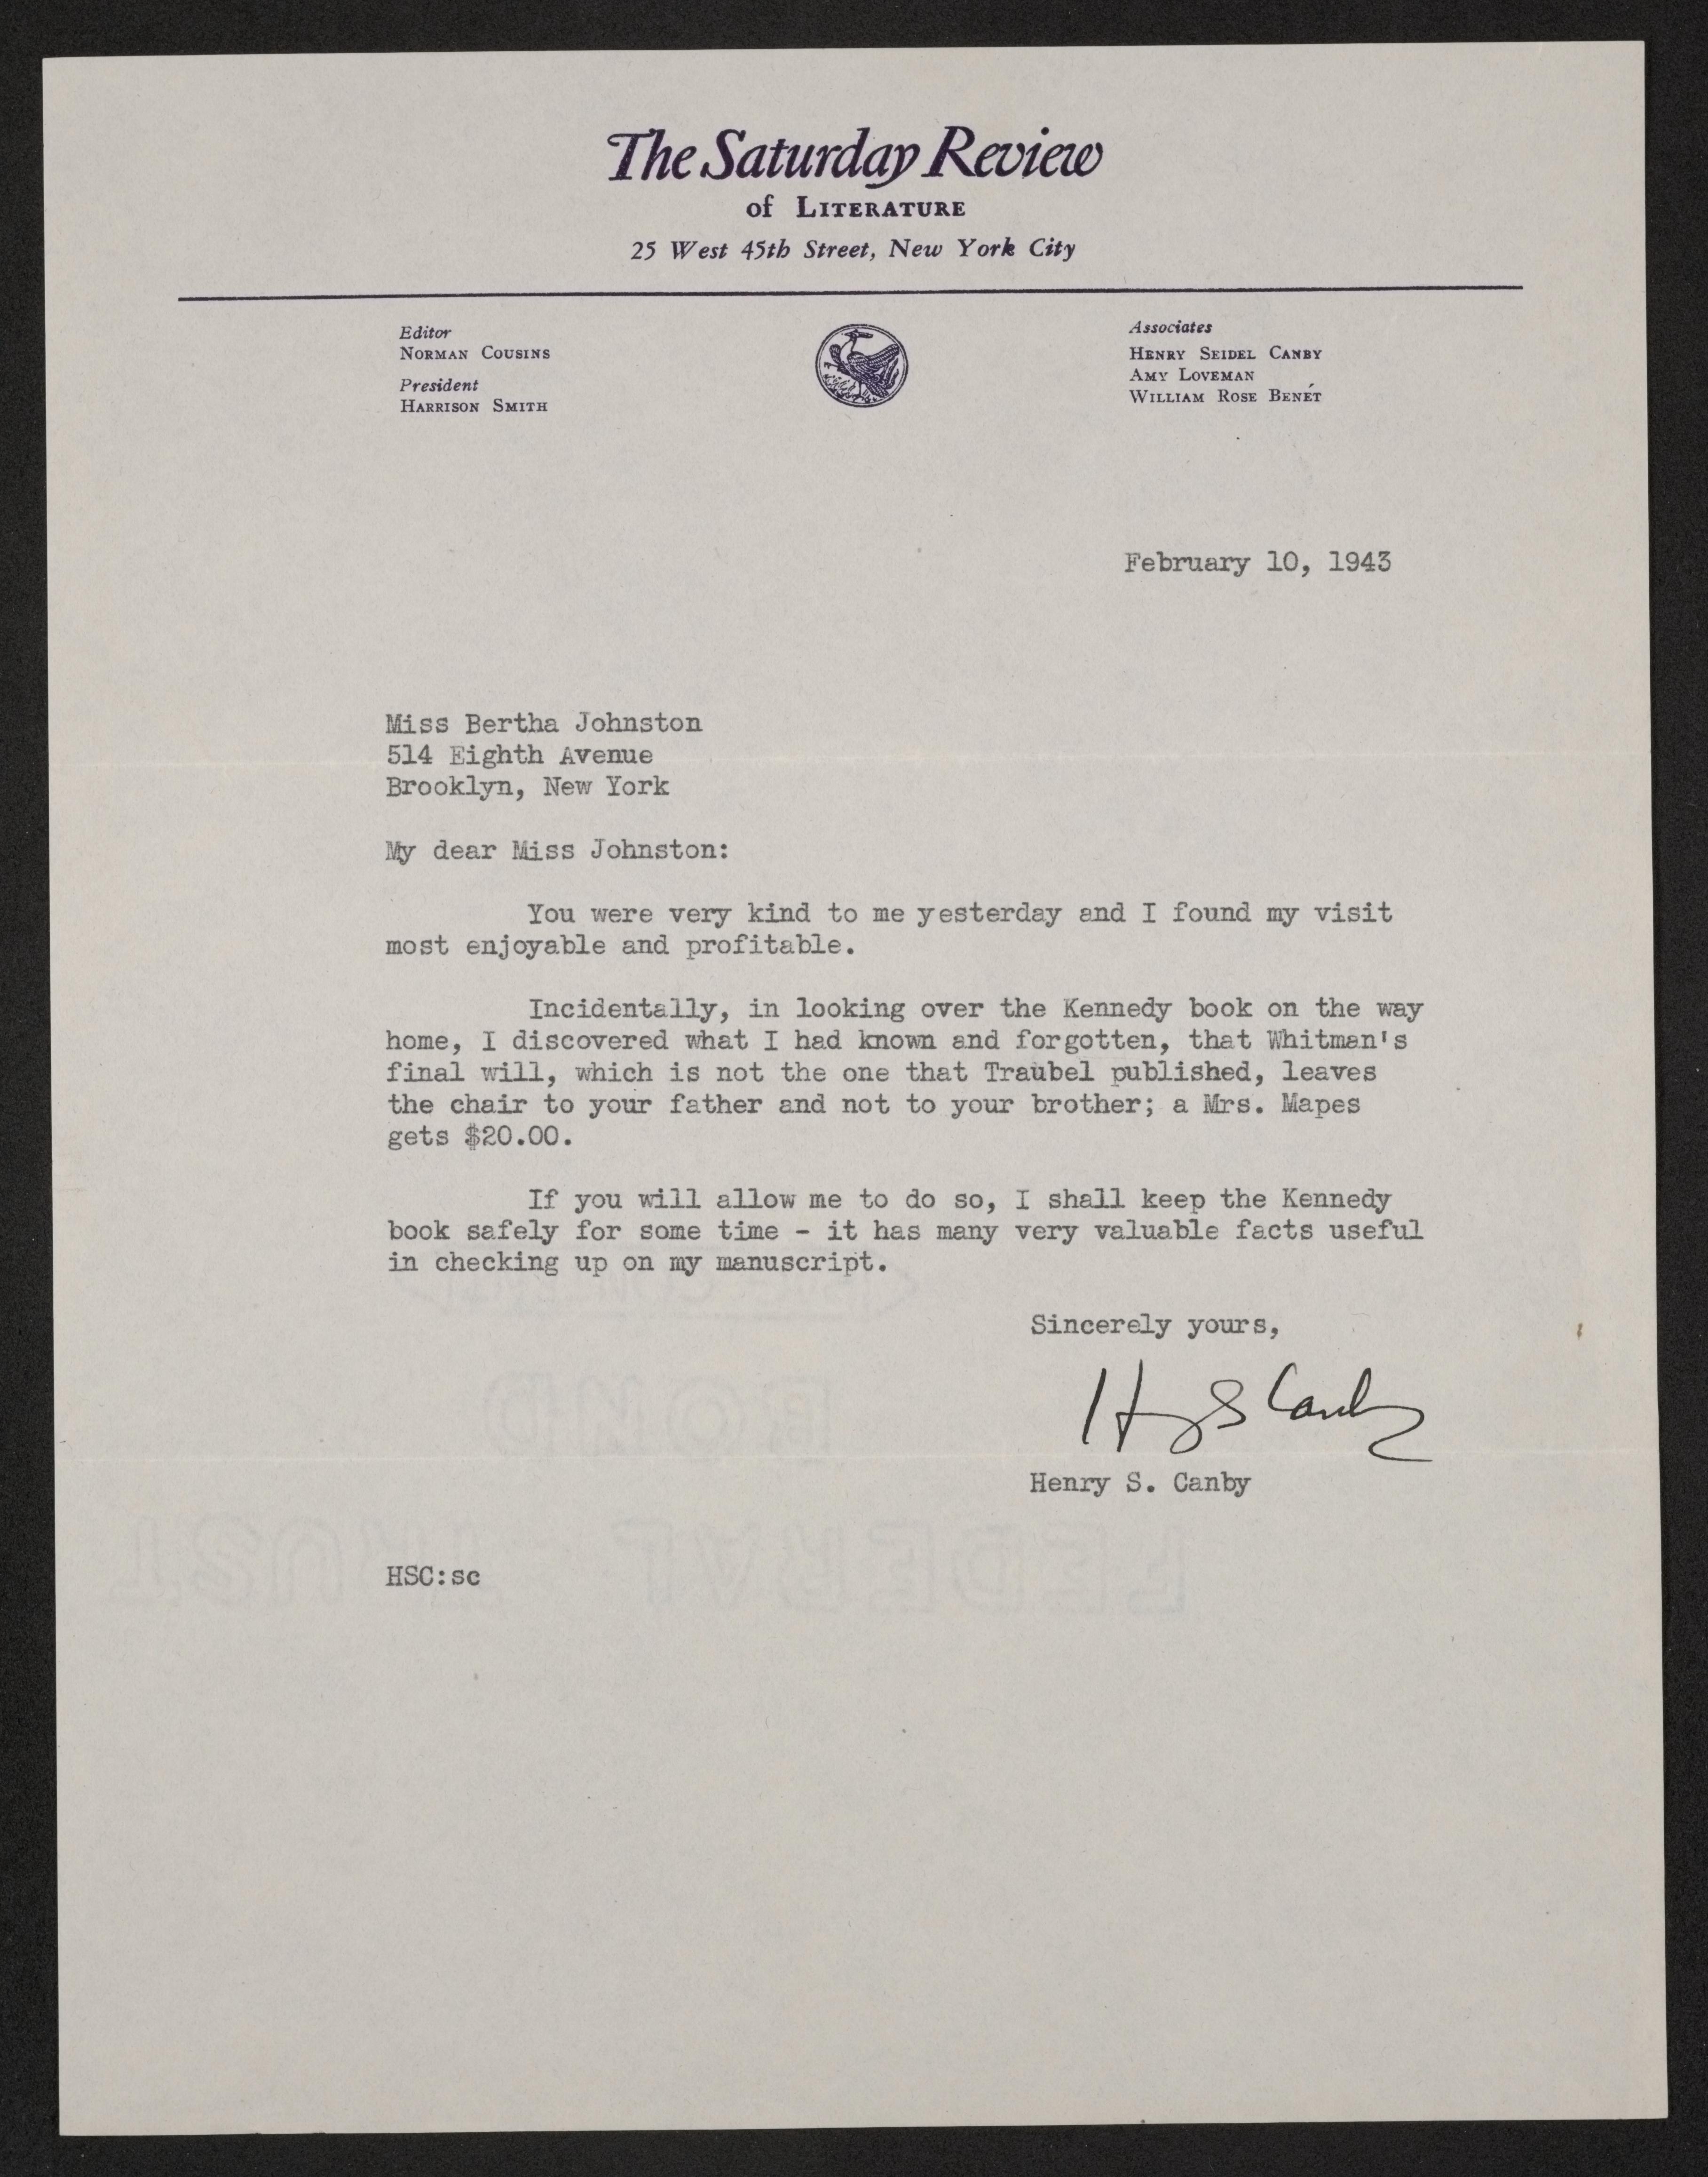 The Saturday Review
of LITERATURE
25 West 45th Street, New York City
Editor
NORMAN COUSINS
President
HARRISON SMITH
Associates
HENRY SEIDEL CANBY
AMY LOVEMAN
WILLIAM ROSE BENÉT
February 10, 1943
Miss Bertha Johnston
514 Eighth Avenue
Brooklyn, New York
My dear Miss Johnston:
You were very kind to me yesterday and I found my visit
most enjoyable and profitable.
Incidentally, in looking over the Kennedy book on the way
home, I discovered what I had known and forgotten, that Whitman's
final will, which is not the one that Traubel published, leaves
the chair to your father and not to your brother; a Mrs. Mapes
gets $20.00.
If you will allow me to do so, I shall keep the Kennedy
book safely for some time - it has many very valuable facts useful
in checking up on my manuscript.
Sincerely yours,
Henry S Canby
Henry S. Canby
BOND
HSC:sc